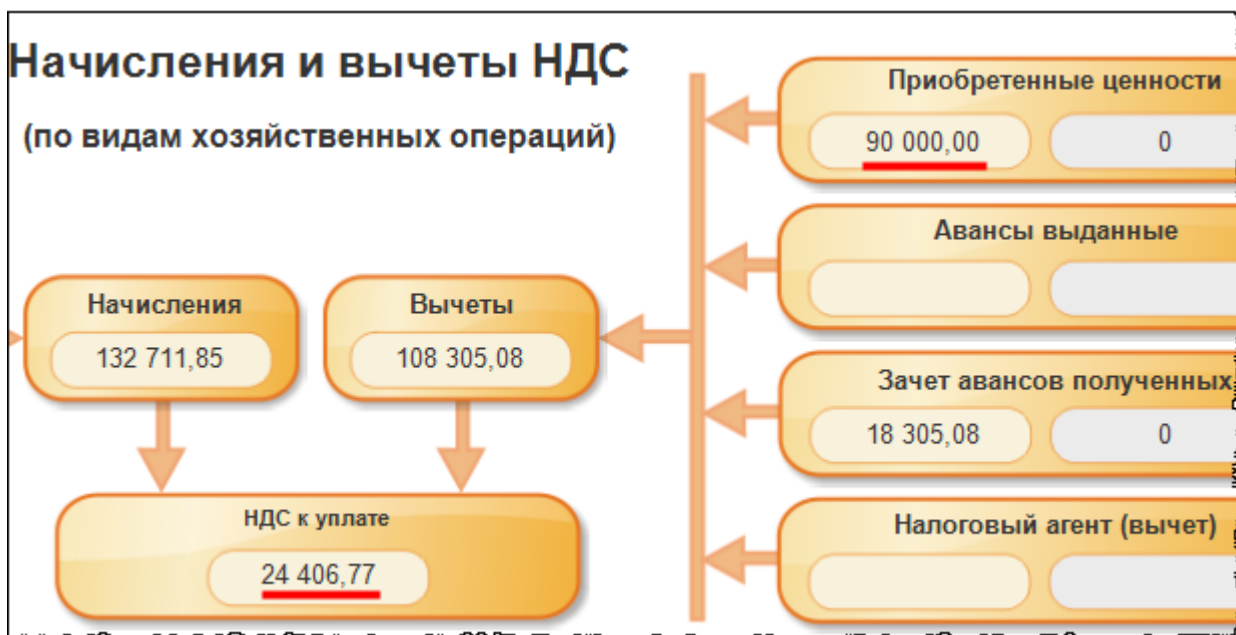 Начисления и вычеты НДС
(по видам хозяйственных операций)
Начисления
132 711,85
Вычеты
108 305,08
НДС к уплате
24 406,77
Приобретенные ценности
90 000,00
0
Авансы выданные
Зачет авансов полученных
18 305,08
0
Налоговый агент (вычет)